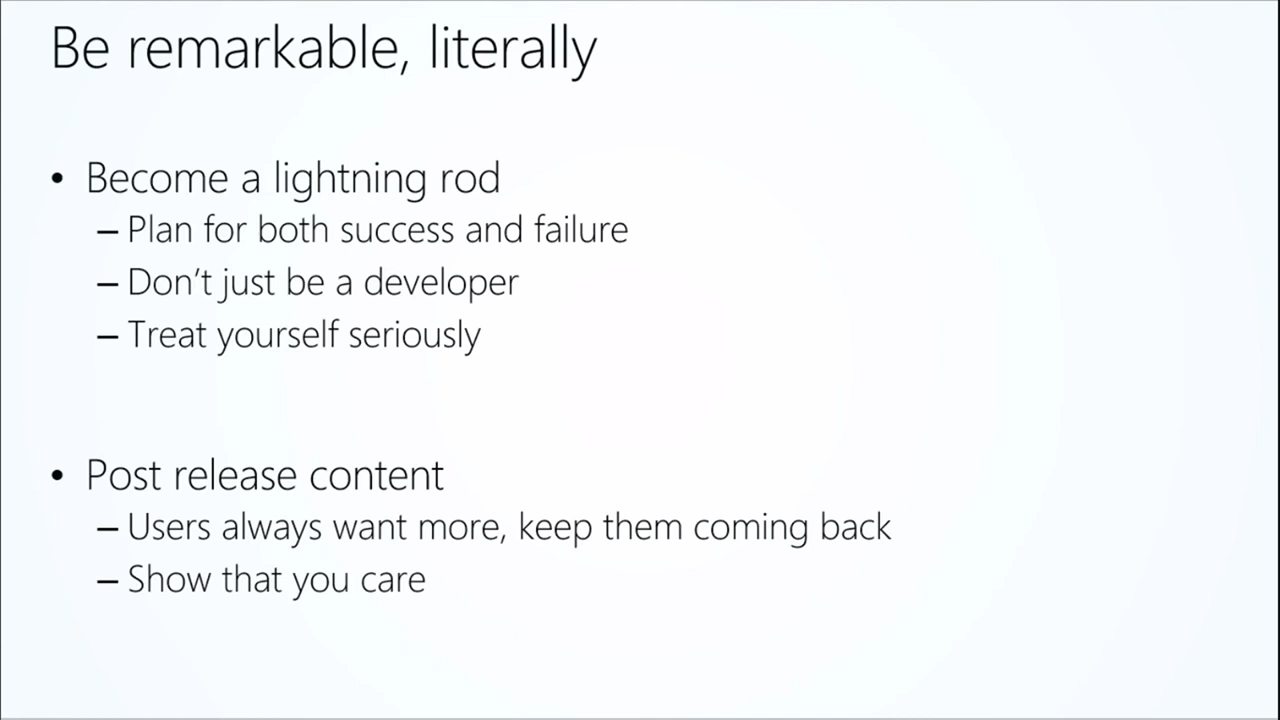 Be remarkable, literally
• Become a lightning rod
– Plan for both success and failure
– Don’t just be a developer
– Treat yourself seriously
• Post release content
– Users always want more, keep them coming back
– Show that you care